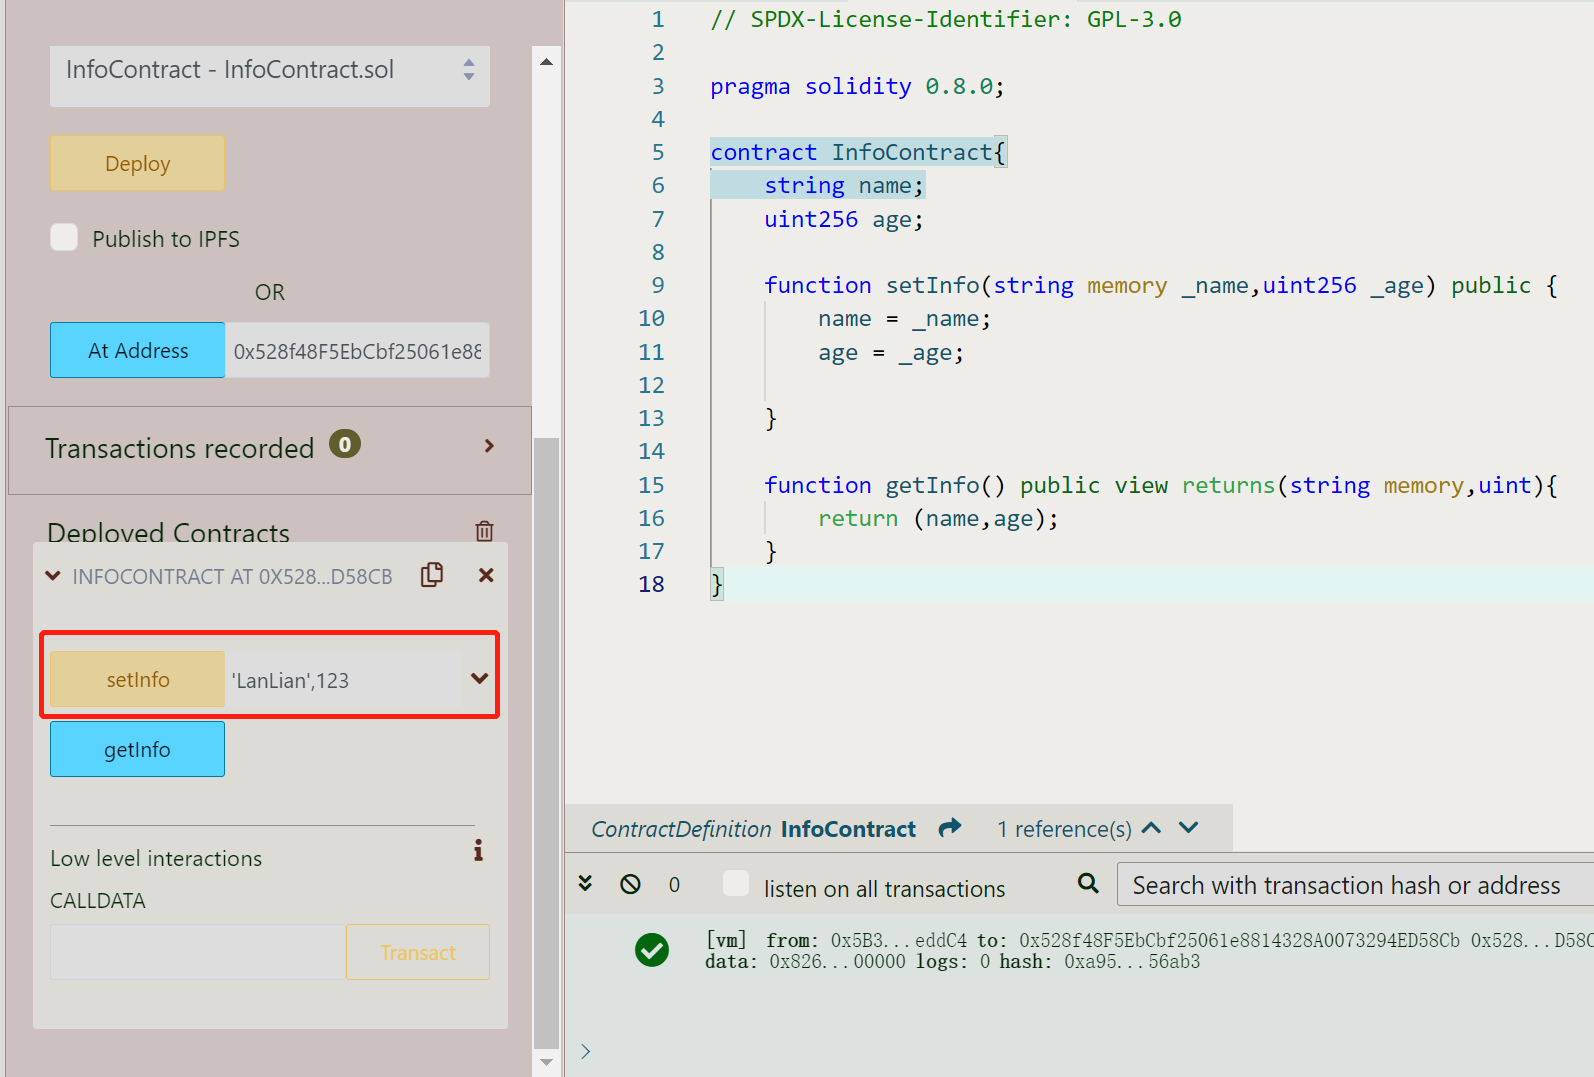 InfoContract - InfoContract.sol
Deploy
Publish to IPFS
OR
At Address 0x528f48F5EbCbf25061e88
Transactions recorded 0
Deployed Contracts
INFOCONTRACT AT 0X528...D58CB
setInfo 'LanLian',123
getInfo
Low level interactions
CALLDATA
Transact
1 // SPDX-License-Identifier: GPL-3.0
2
3 pragma solidity 0.8.0;
4
5 contract InfoContract{
6 string name;
7 uint256 age;
8
9 function setInfo(string memory _name,uint256 _age) public {
10 name = _name;
11 age = _age;
12
13 }
14
15 function getInfo() public view returns(string memory,uint){
16 return (name,age);
17 }
18 }
ContractDefinition InfoContract 1 reference(s)
0 listen on all transactions Search with transaction hash or address
[vm] from: 0x5B3...eddC4 to: 0x528f48F5EbCbf25061e8814328A0073294ED58Cb 0x528...D58C
data: 0x826...00000 logs: 0 hash: 0xa95...56ab3
>